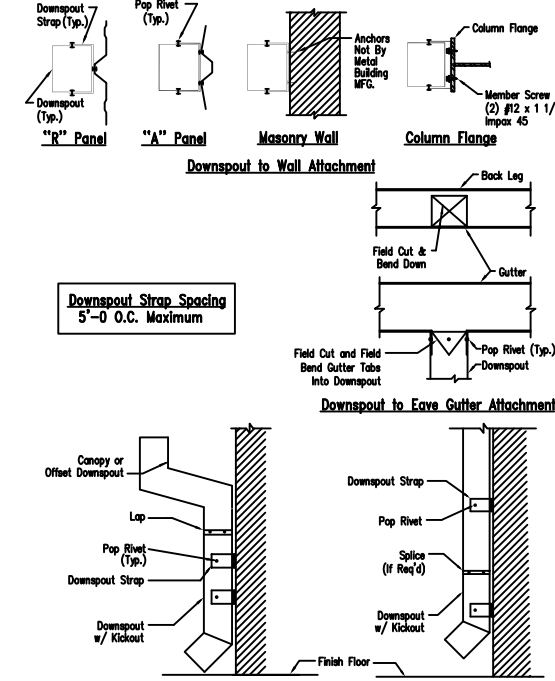 Downspout
Strap (Typ.)
Pop Rivet
(Typ.)
Downspout
(Typ.)
Anchors
Not By
Metal
Building
MFG.
Column Flange
Member Screw
(2) #12 x 1 1/
Impax 45
"R" Panel
"A" Panel
Masonry Wall
Column Flange
Downspout to Wall Attachment
Back Leg
Field Cut &
Bend Down
Gutter
Downspout Strap Spacing
5'-0 O.C. Maximum
Field Cut and Field
Bend Gutter Tabs
Into Downspout
Pop Rivet (Typ.)
Downspout
Downspout to Eave Gutter Attachment
Canopy or
Offset Downspout
Lap
Pop Rivet
(Typ.)
Downspout Strap
Downspout
w/ Kickout
Downspout Strap
Pop Rivet
Splice
(If Req'd)
Downspout
w/ Kickout
Finish Floor